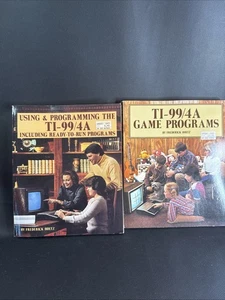 USING & PROGRAMMING THE
TI-99/4A
INCLUDING READY-TO-RUN PROGRAMS
BY FREDERICK HOLTZ
TI-99/4A
GAME PROGRAMS
BY FREDERICK HOLTZ